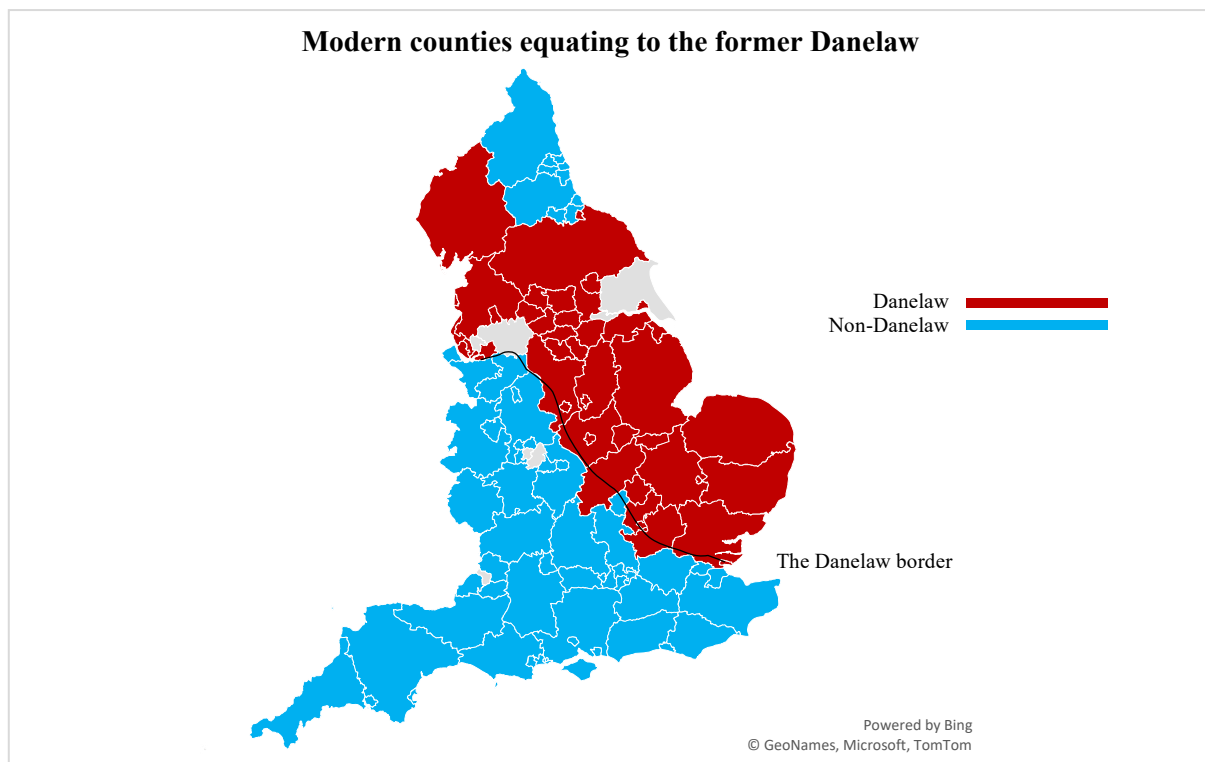 Modern counties equating to the former Danelaw
Danelaw
Non-Danelaw
The Danelaw border
Powered by Bing
© GeoNames, Microsoft, TomTom